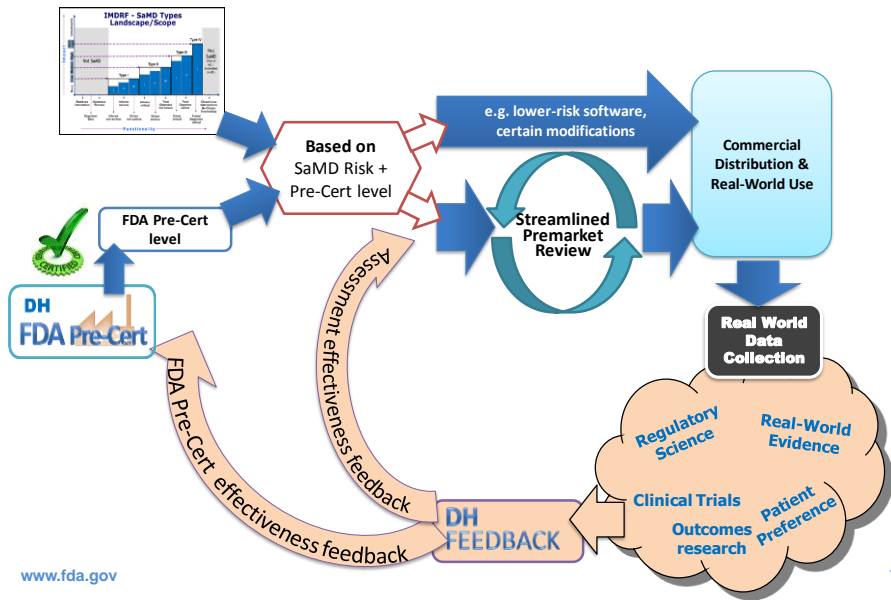 IMDRF - SaMD Types
Landscape/Scope
Not SaMD
Type I
Type II
Type III
Type IV
Functionality
Based on
SaMD Risk +
Pre-Cert level
e.g. lower-risk software,
certain modifications
Commercial
Distribution &
Real-World Use
FDA Pre-Cert
level
Streamlined
Premarket
Review
DH
FDA Pre-Cert
Real World
Data
Collection
Assessment effectiveness feedback
FDA Pre-Cert effectiveness feedback
Regulatory
Science
Real-World
Evidence
Clinical Trials
Patient
Preference
Outcomes
research
DH
FEEDBACK
www.fda.gov